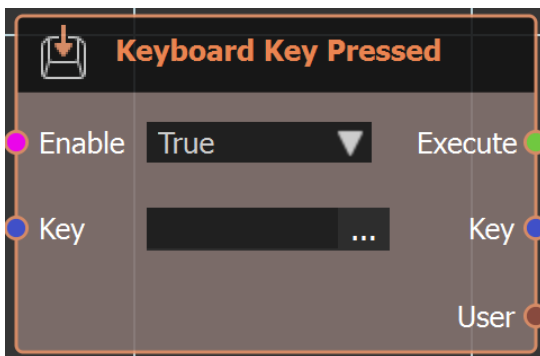 Keyboard Key Pressed
Enable True Execute
Key ... Key
User